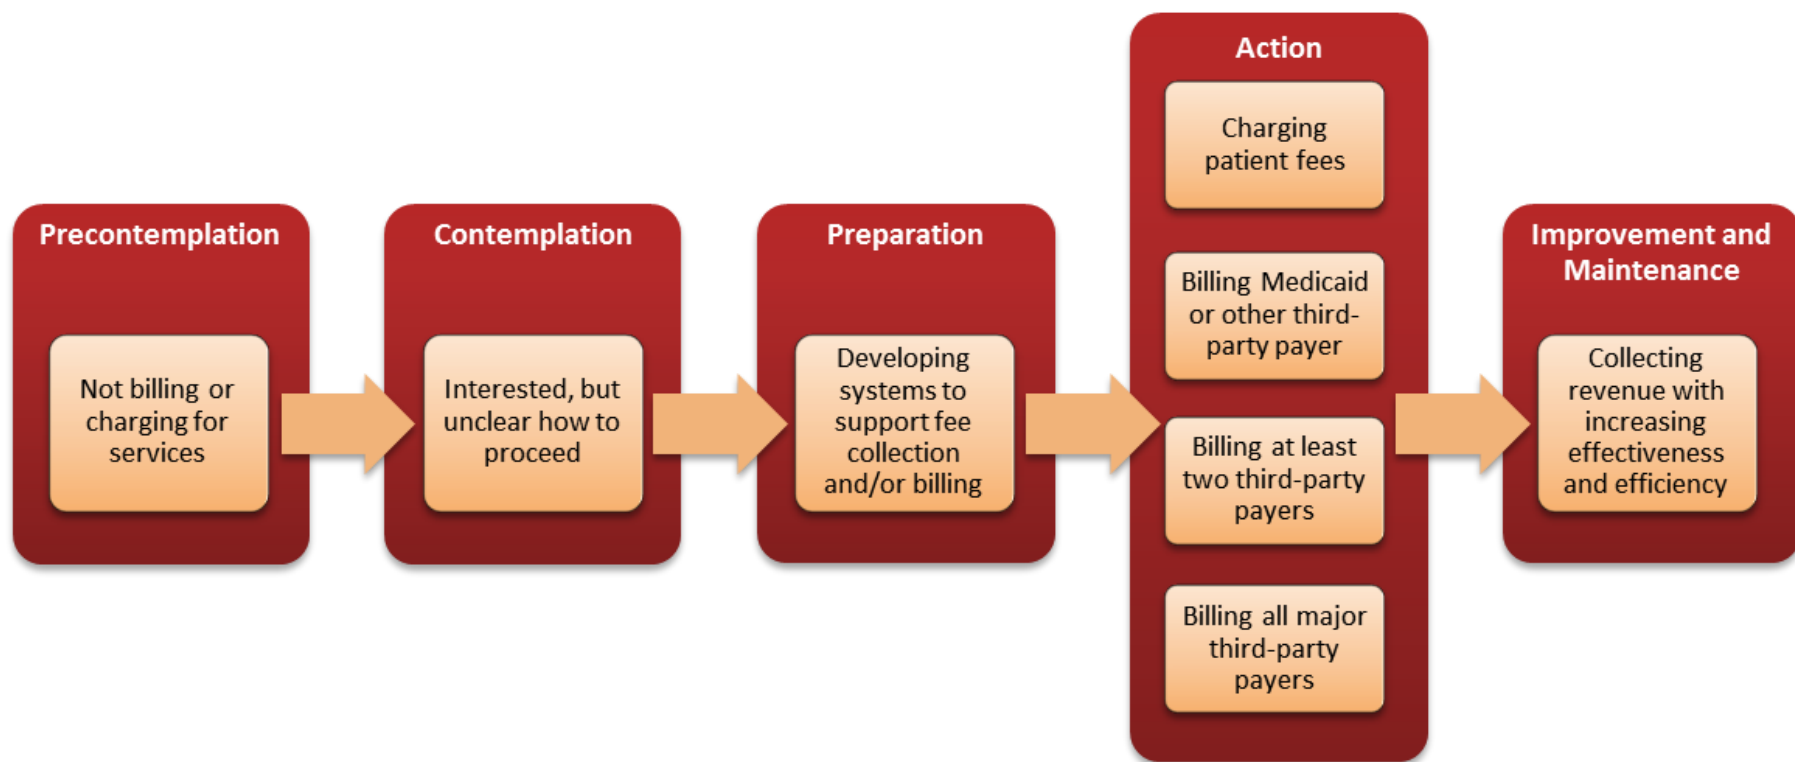 Precontemplation
Not billing or
charging for
services
Contemplation
Interested, but
unclear how to
proceed
Preparation
Developing
systems to
support fee
collection
and/or billing
Action
Charging
patient fees
Billing Medicaid
or other third-
party payer
Billing at least
two third-party
payers
Billing all major
third-party
payers
Improvement and
Maintenance
Collecting
revenue with
increasing
effectiveness
and efficiency